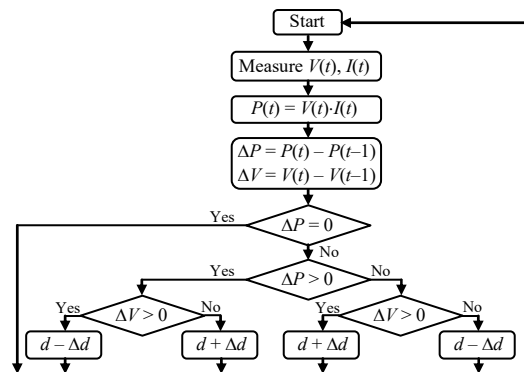 Start
Measure V(t), I(t)
P(t) = V(t)·I(t)
ΔP = P(t) – P(t–1)
ΔV = V(t) – V(t–1)
Yes
ΔP = 0
No
Yes
ΔP > 0
No
Yes
ΔV > 0
No
Yes
ΔV > 0
No
d – Δd
d + Δd
d + Δd
d – Δd